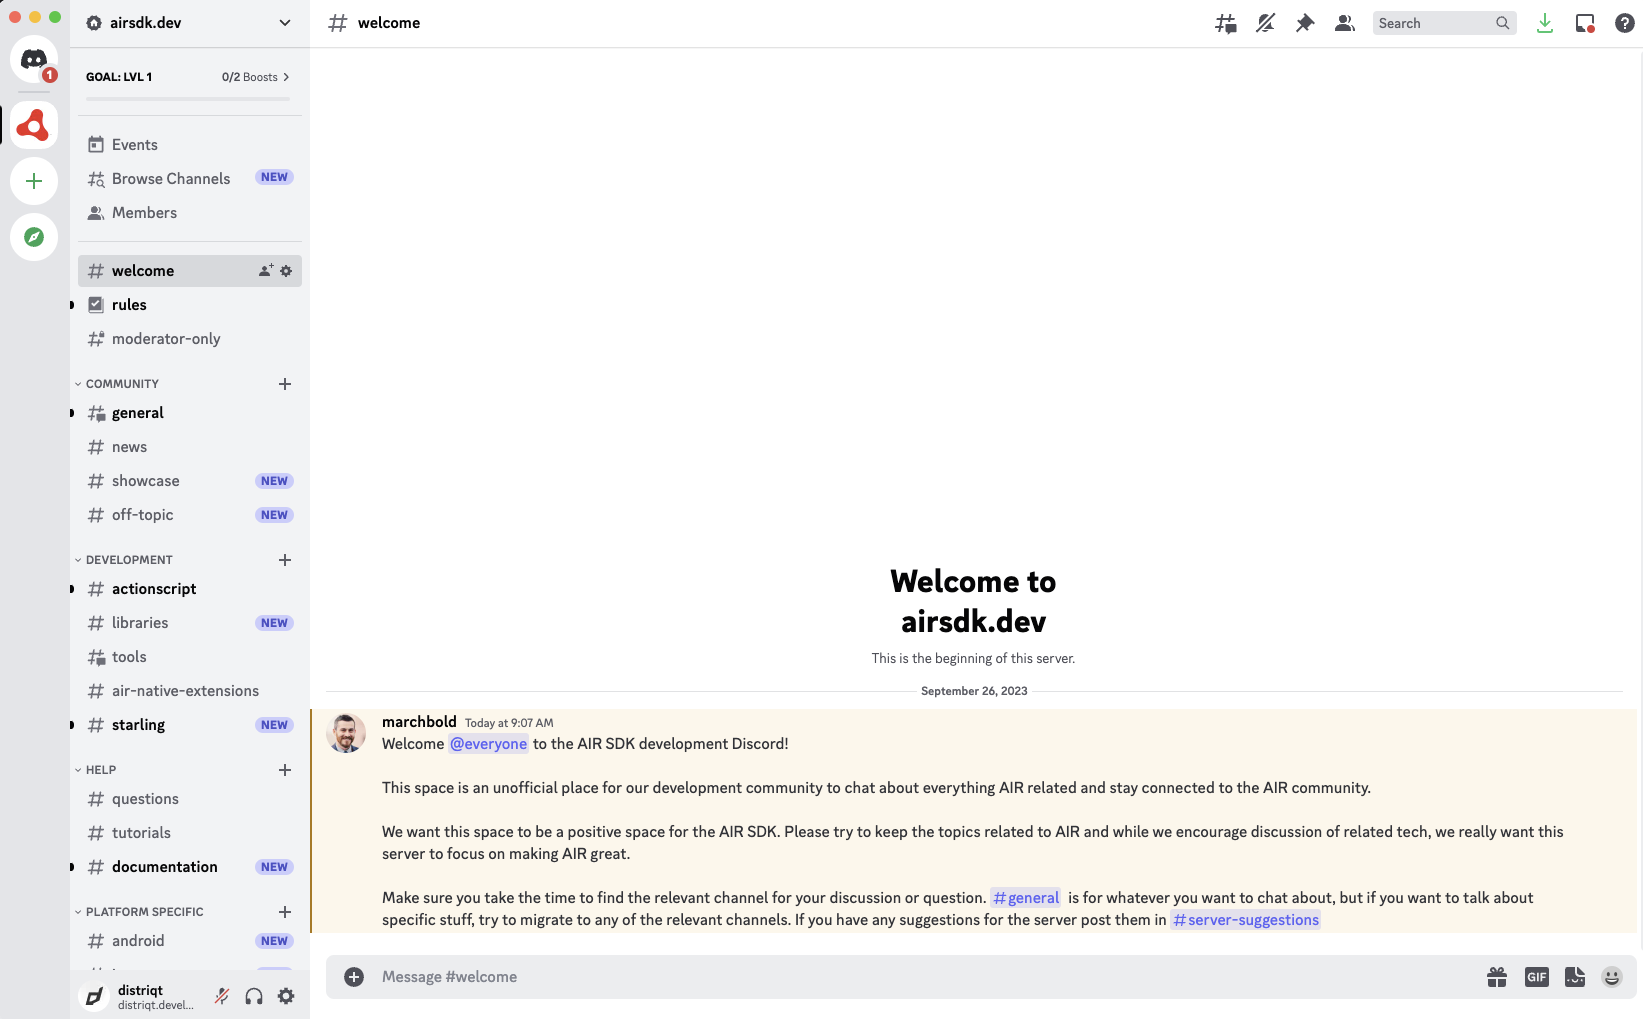 airsdk.dev
welcome
Search
1
GOAL: LVL 1
0/2 Boosts
Events
Browse Channels
NEW
Members
welcome
rules
moderator-only
COMMUNITY
general
news
showcase
NEW
off-topic
NEW
DEVELOPMENT
actionscript
libraries
NEW
tools
air-native-extensions
starling
NEW
HELP
questions
tutorials
documentation
NEW
PLATFORM SPECIFIC
android
NEW
distriqt
distriqt.devel...
Welcome to
airsdk.dev
This is the beginning of this server.
September 26, 2023
marchbold Today at 9:07 AM
Welcome @everyone to the AIR SDK development Discord!
This space is an unofficial place for our development community to chat about everything AIR related and stay connected to the AIR community.
We want this space to be a positive space for the AIR SDK. Please try to keep the topics related to AIR and while we encourage discussion of related tech, we really want this
server to focus on making AIR great.
Make sure you take the time to find the relevant channel for your discussion or question. #general is for whatever you want to chat about, but if you want to talk about
specific stuff, try to migrate to any of the relevant channels. If you have any suggestions for the server post them in #server-suggestions
Message #welcome
GIF